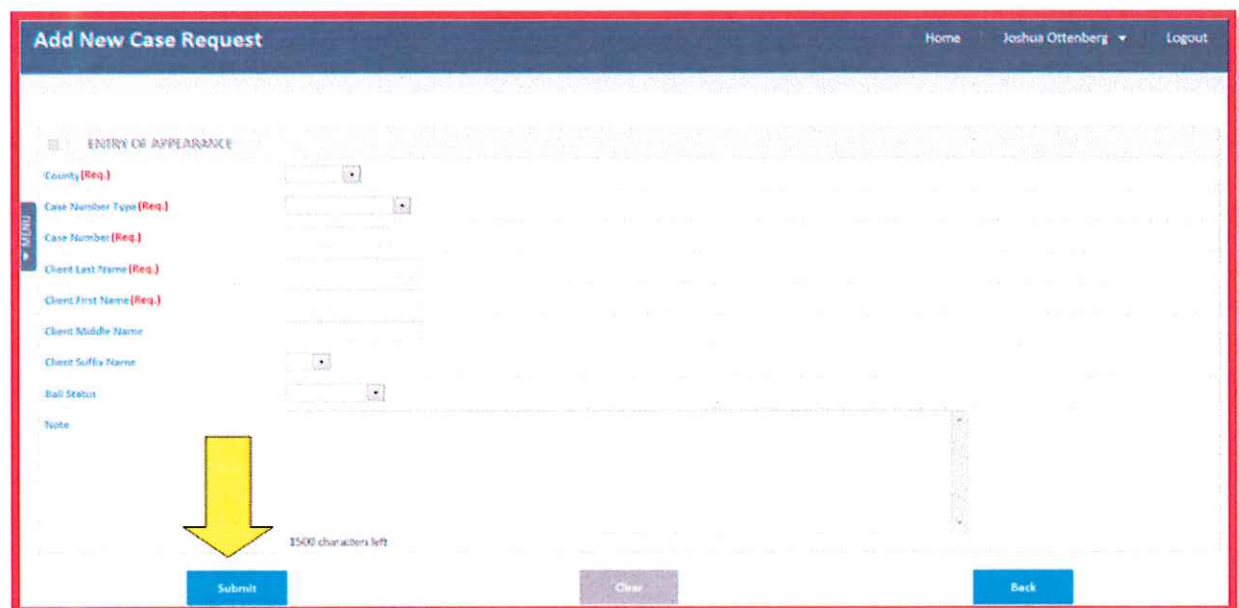 Add New Case Request Home Joshua Ottenberg Logout
ENTRY OF APPEARANCE
County (Req.)
Case Number Type (Req.)
MENU
Case Number (Req.)
Client Last Name (Req.)
Client First Name (Req.)
Client Middle Name
Client Suffix Name
Bail Status
Note
1500 characters left
Submit Clear Back